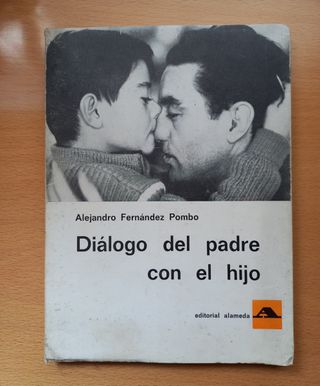 Alejandro Fernández Pombo
Diálogo del padre
con el hijo
editorial alameda